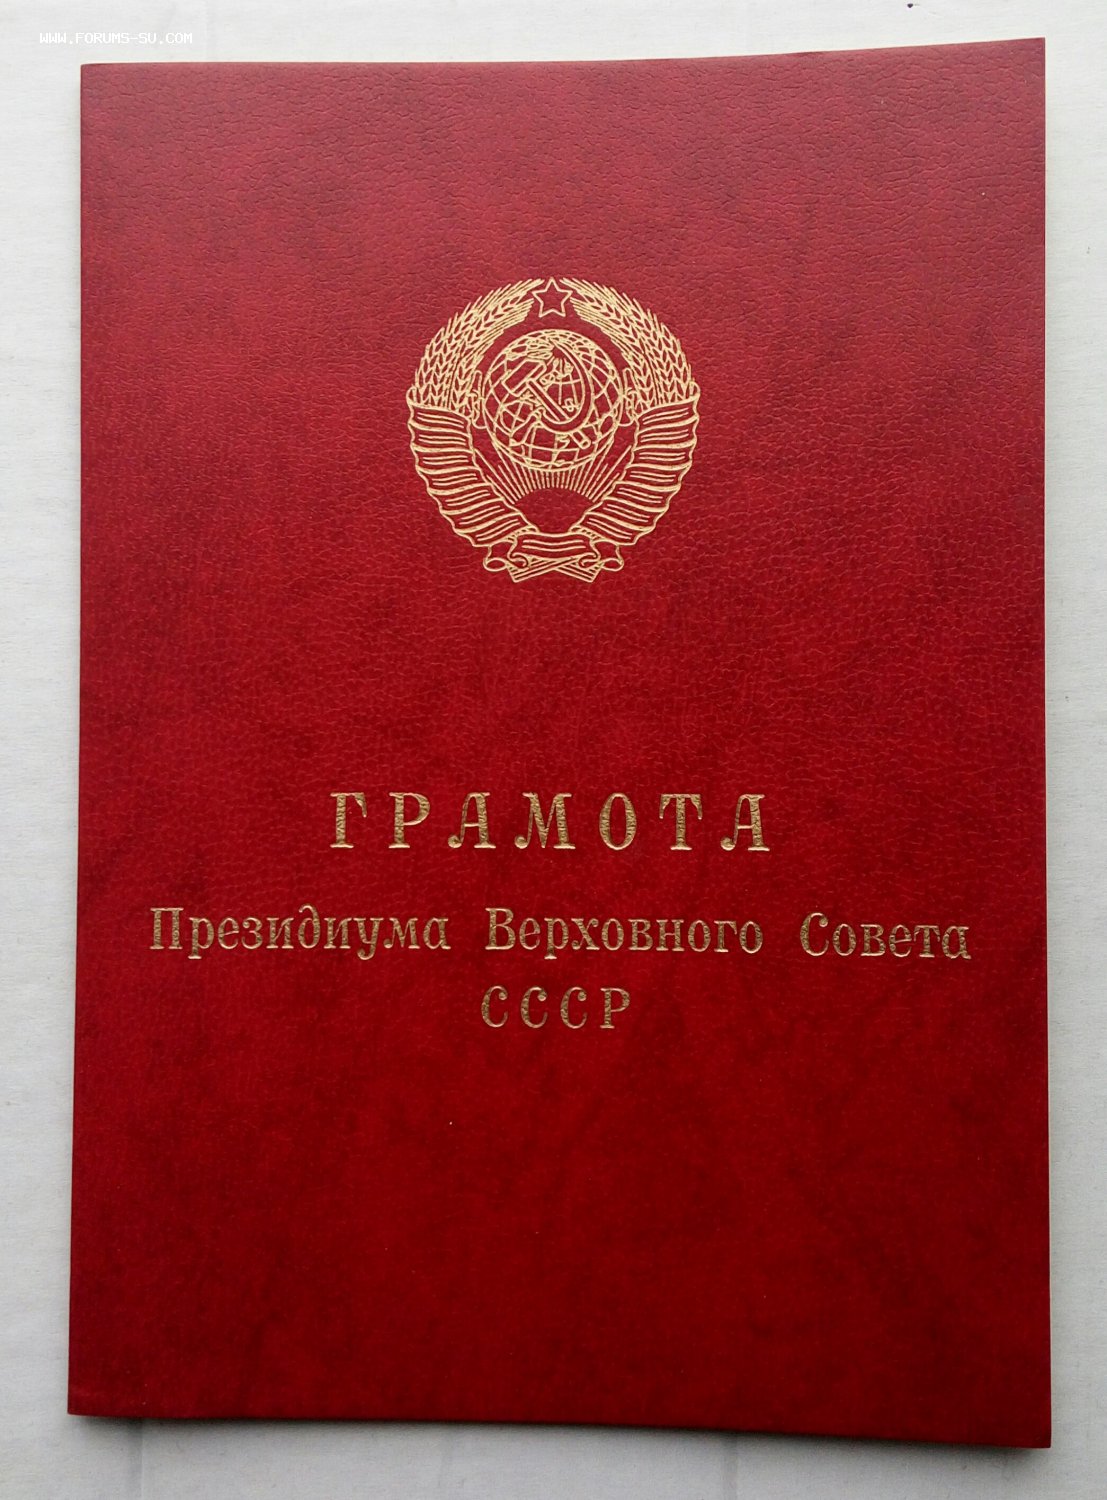 WWW.FORUMS-SU.COM
ГРАМОТА
Президиума Верховного Совета
СССР